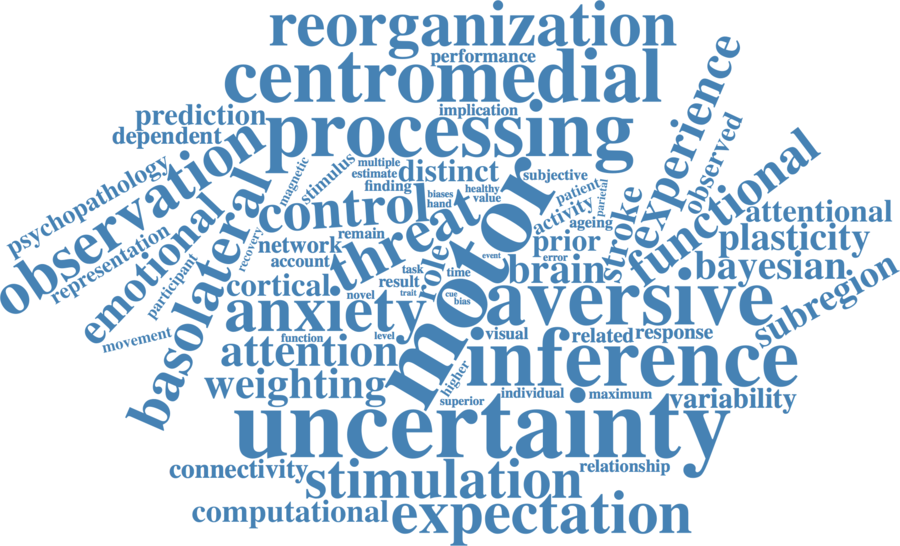 reorganization
performance
centromedial
implication
prediction
dependent
processing
experience
observed
observation
psychopathology
representation
emotional
participant
movement
basolateral
recovery
magnetic
stimulus
multiple
estimate
finding
distinct
biases
healthy
hand
value
subjective
patient
parietal
activity
ageing
control
network
remain
account
threat
motor
prior
event
error
stroke
functional
attentional
plasticity
bayesian
subregion
brain
cortical
result
task
trait
novel
role
time
cue
bias
anxiety
function
level
aversive
visual
related
response
attention
inference
weighting
higher
superior
individual
maximum
variability
uncertainty
connectivity
stimulation
relationship
computational
expectation